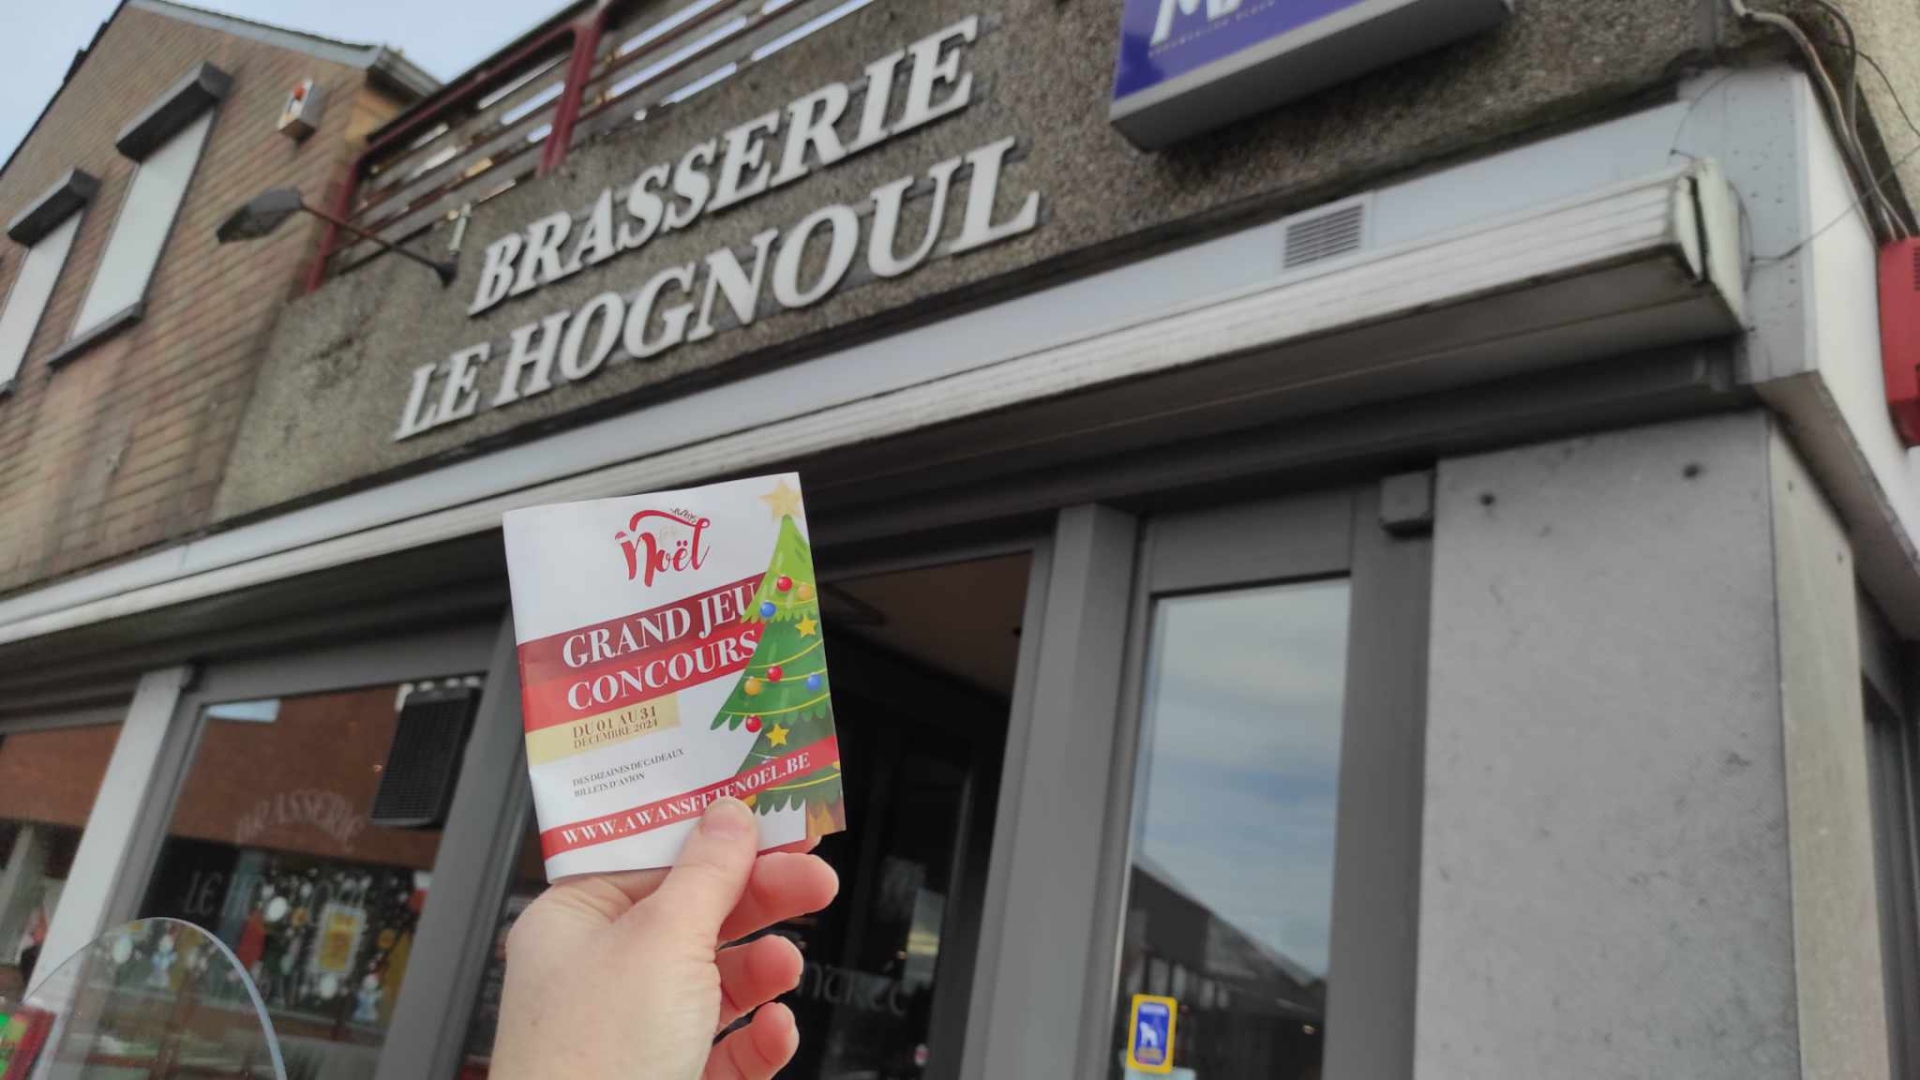 BRASSERIE
LE HOGNOUL
Noël
GRAND JEU
CONCOURS
DU 01 AU 31
DÉCEMBRE 2024
DES DIZAINES DE CADEAUX
BILLETS D'AVION
WWW.AWANSFETENOEL.BE
BRASSERIE
LE HOGNOUL